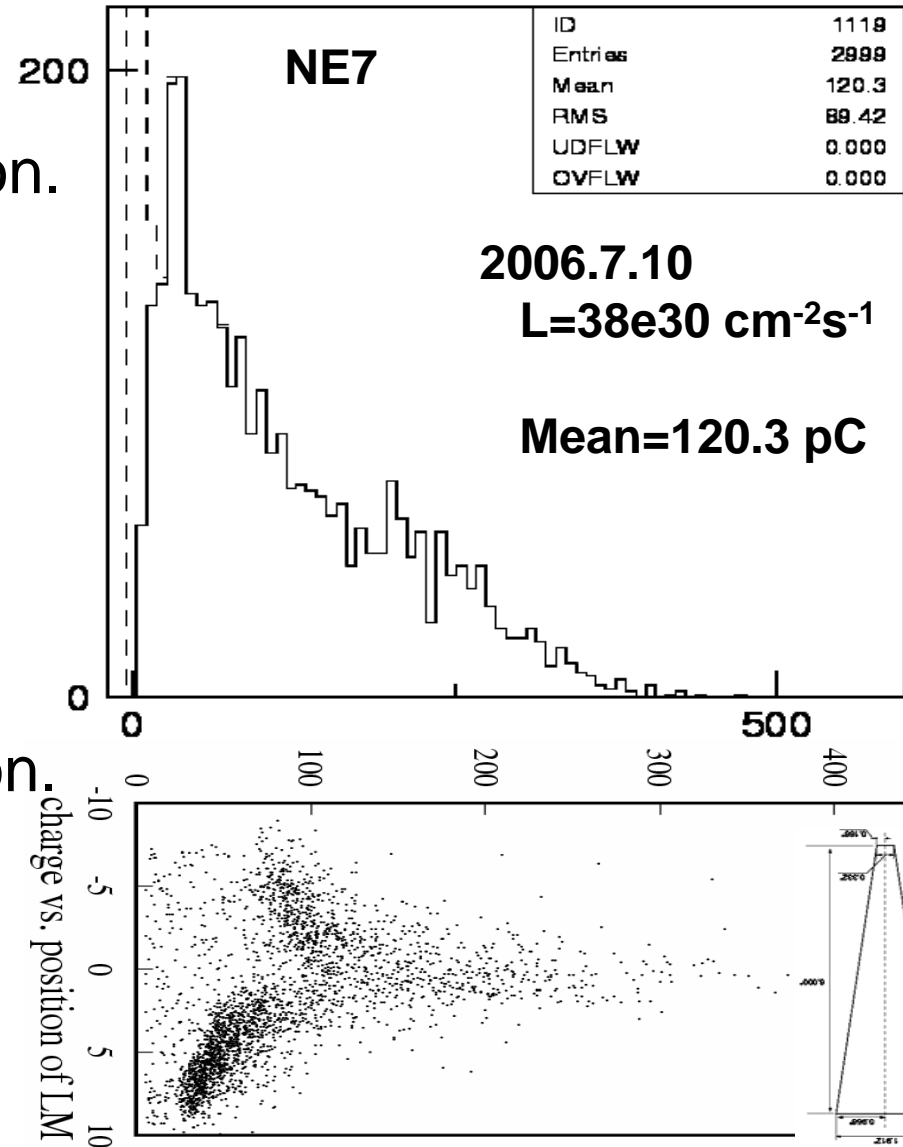 ID 1119
Entries 2999
Mean 120.3
RMS 89.42
UDFLW 0.000
OVFLW 0.000
200
NE7
on.
2006.7.10
L=38e30 cm⁻²s⁻¹
Mean=120.3 pC
0
0 500
on.
0 100 200 300 400
-10
-5
0
5
10
charge vs. position of LM
6.000"